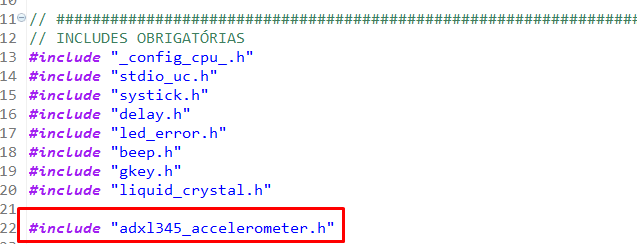 10
11 // ####################################################################
12 // INCLUDES OBRIGATÓRIAS
13 #include "_config_cpu_.h"
14 #include "stdio_uc.h"
15 #include "systick.h"
16 #include "delay.h"
17 #include "led_error.h"
18 #include "beep.h"
19 #include "gkey.h"
20 #include "liquid_crystal.h"
21
22 #include "adxl345_accelerometer.h"